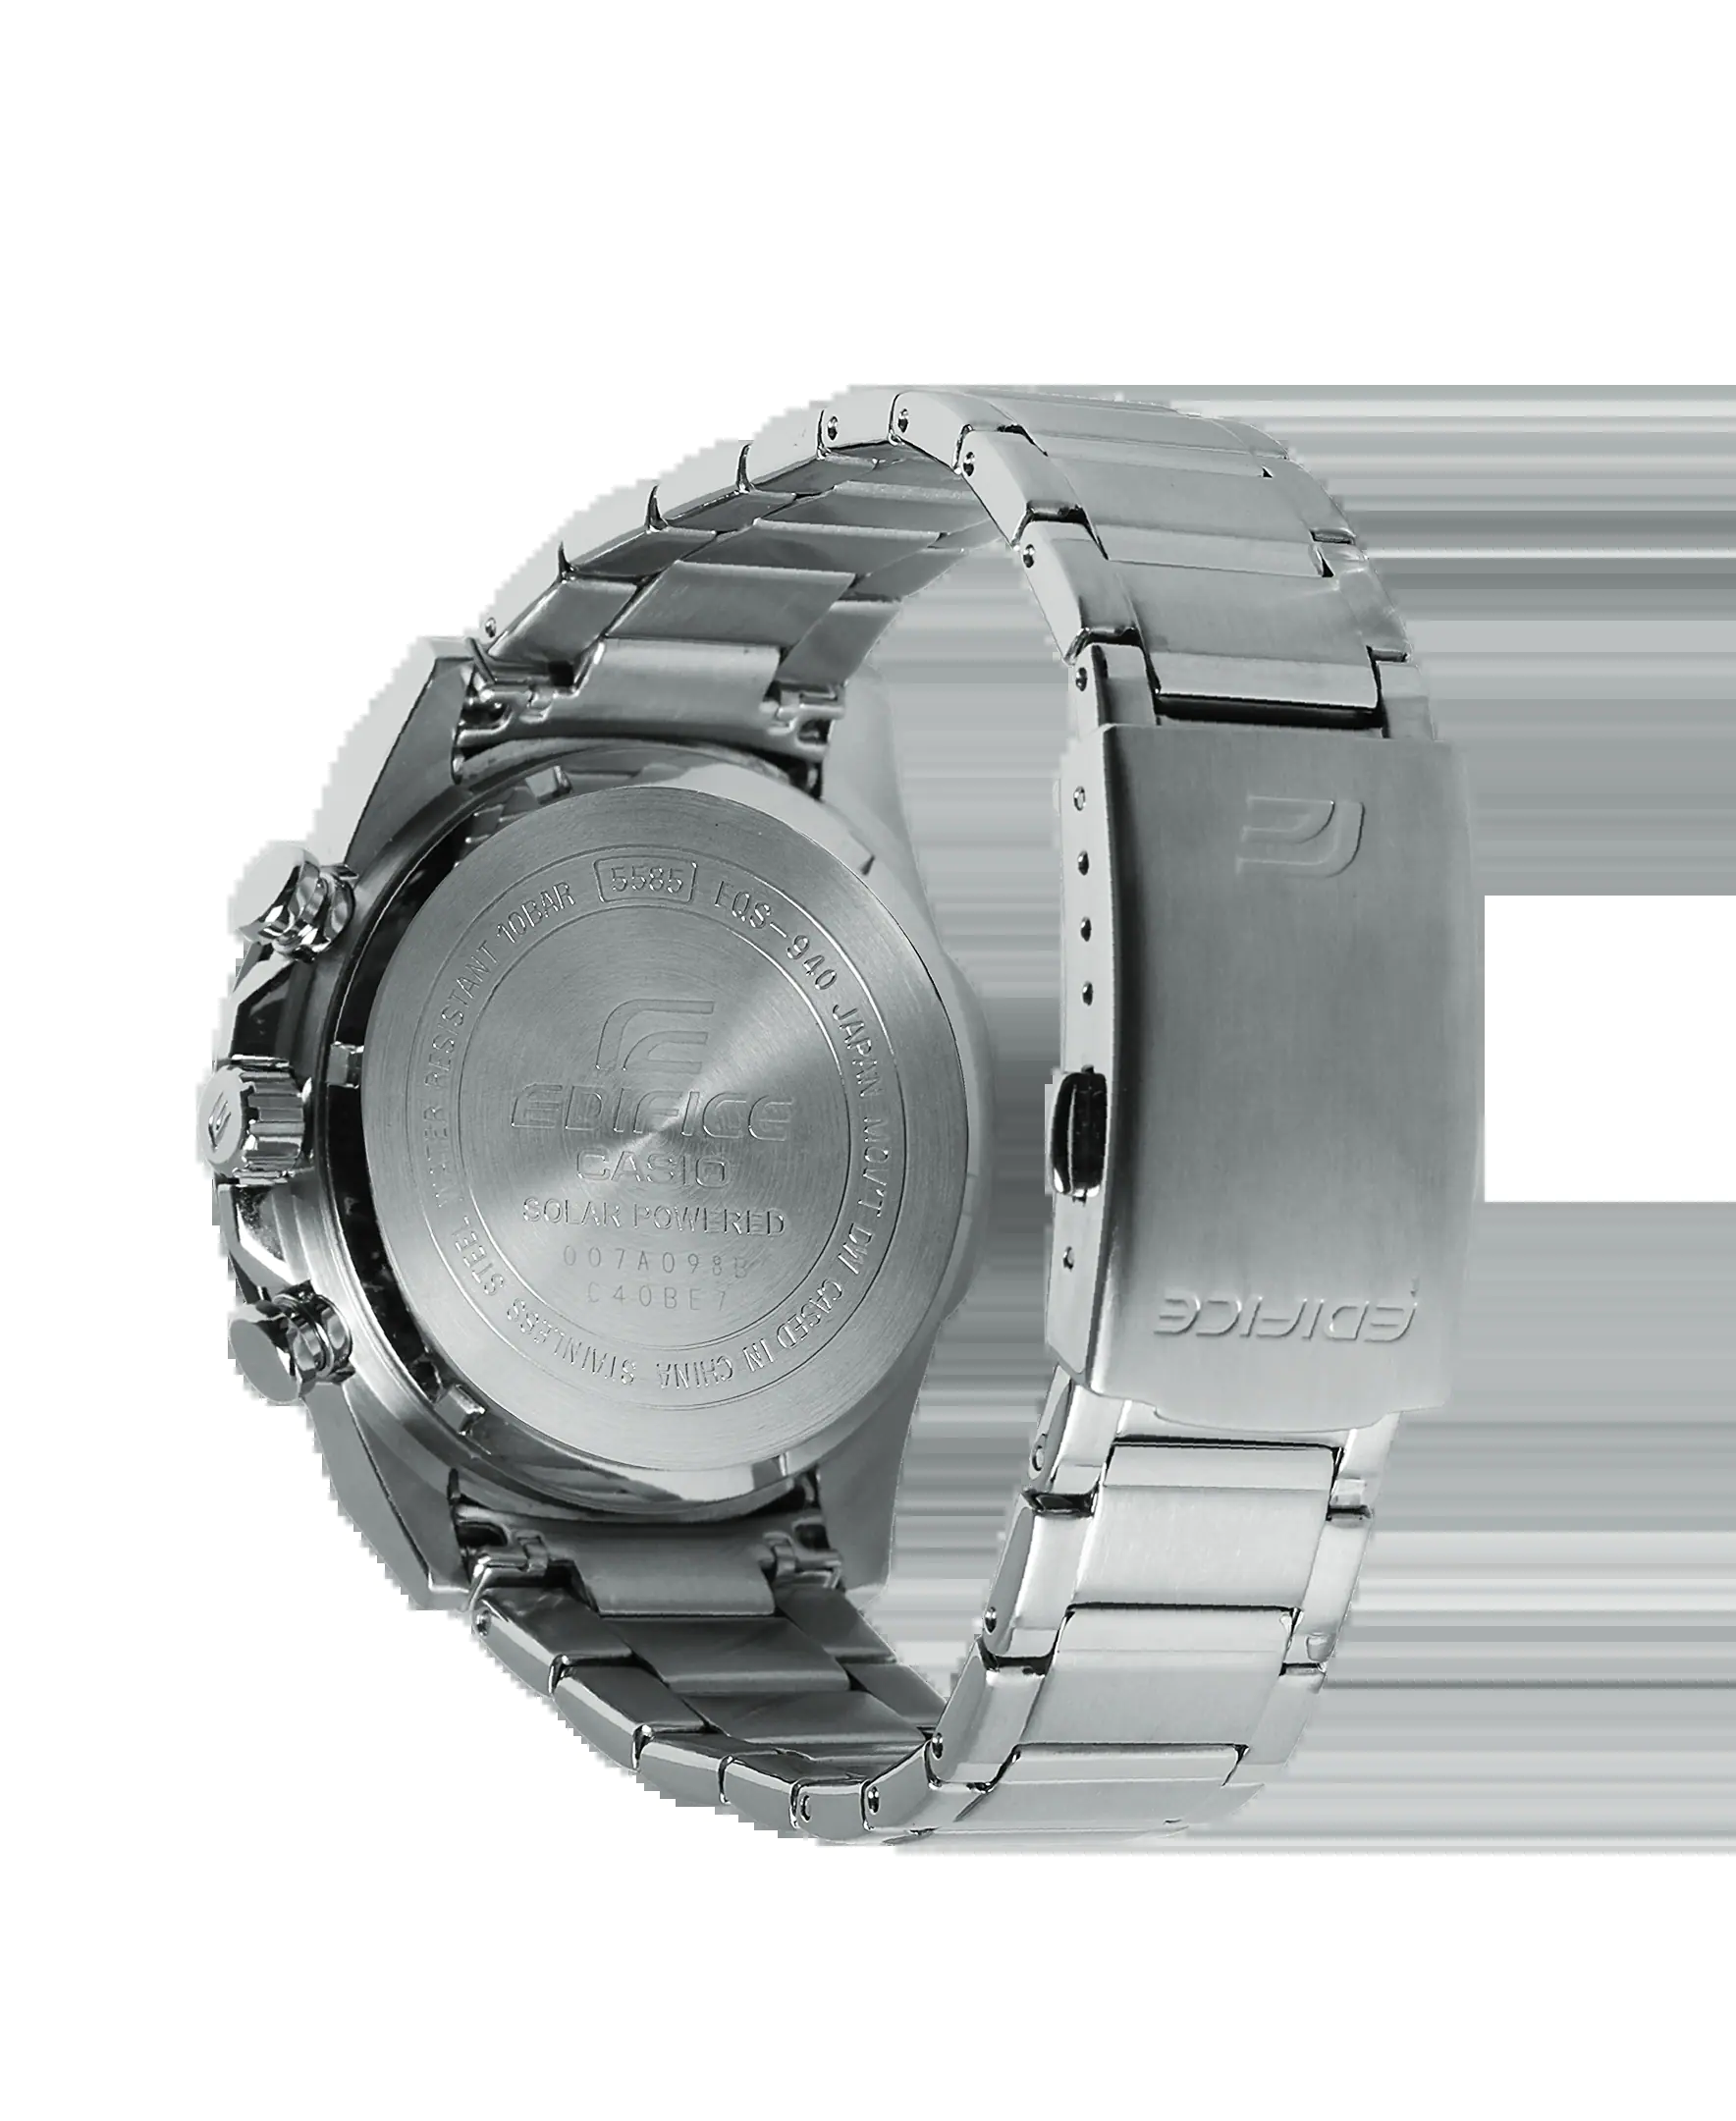 5585
EQS-940 JAPAN MOV'T DW CASED IN CHINA STAINLESS STEEL WATER RESISTANT 10BAR
EDIFICE
CASIO
SOLAR POWERED
007A098B
C40BE7
EDIFICE